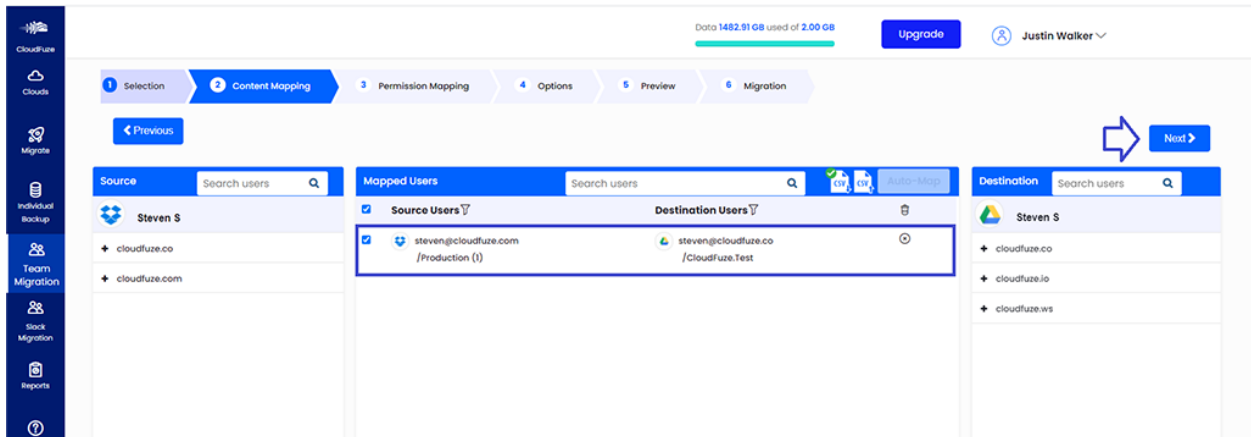 CloudFuze
Data 1482.91 GB used of 2.00 GB
Upgrade
Justin Walker
Clouds
Migrate
Individual
Backup
Team
Migration
Slack
Migration
Reports
1 Selection
2 Content Mapping
3 Permission Mapping
4 Options
5 Preview
6 Migration
Previous
Next
Source
Search users
Steven S
cloudfuze.co
cloudfuze.com
Mapped Users
Search users
CSV
CSV
Auto-Map
Source Users
Destination Users
steven@cloudfuze.com
/Production (1)
steven@cloudfuze.co
/CloudFuze.Test
Destination
Search users
Steven S
cloudfuze.co
cloudfuze.io
cloudfuze.ws